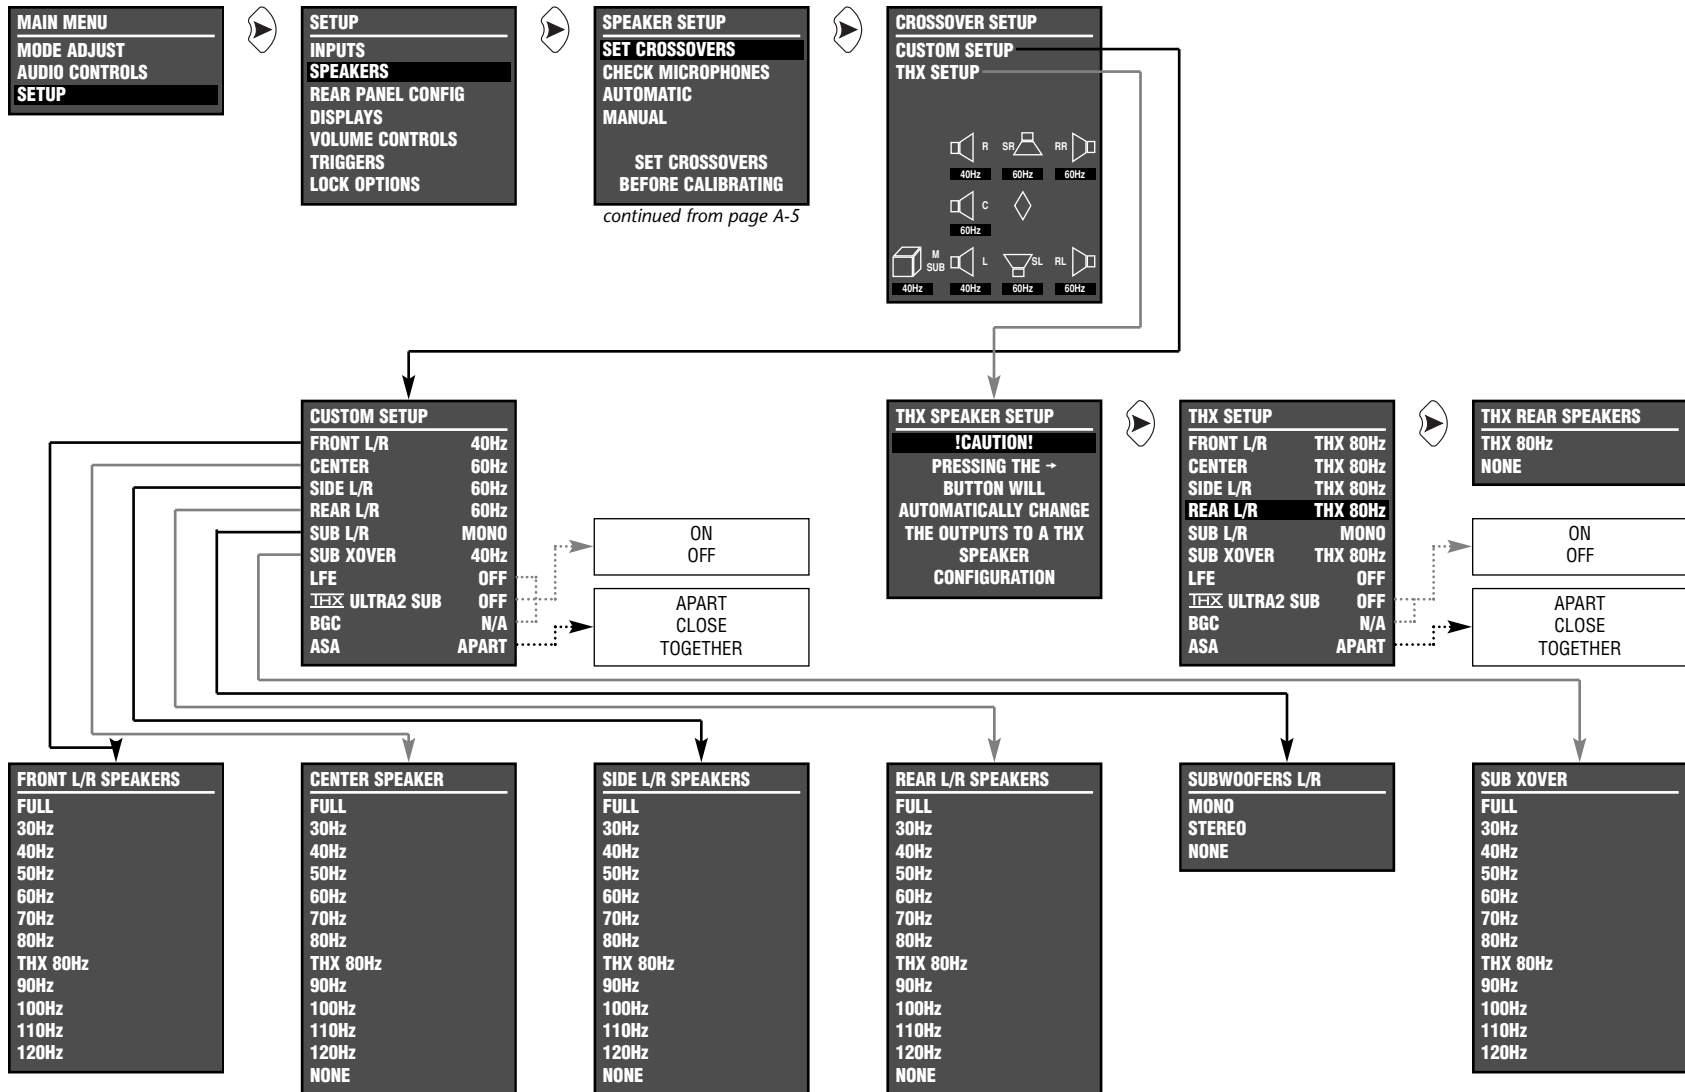 MAIN MENU
MODE ADJUST
AUDIO CONTROLS
SETUP
SETUP
INPUTS
SPEAKERS
REAR PANEL CONFIG
DISPLAYS
VOLUME CONTROLS
TRIGGERS
LOCK OPTIONS
SPEAKER SETUP
SET CROSSOVERS
CHECK MICROPHONES
AUTOMATIC
MANUAL
SET CROSSOVERS
BEFORE CALIBRATING
continued from page A-5
CROSSOVER SETUP
CUSTOM SETUP
THX SETUP
R SR RR
40Hz 60Hz 60Hz
C
60Hz
M
SUB L SL RL
40Hz 40Hz 60Hz 60Hz
CUSTOM SETUP
FRONT L/R 40Hz
CENTER 60Hz
SIDE L/R 60Hz
REAR L/R 60Hz
SUB L/R MONO
SUB XOVER 40Hz
LFE OFF
THX ULTRA2 SUB OFF
BGC N/A
ASA APART
ON
OFF
APART
CLOSE
TOGETHER
THX SPEAKER SETUP
!CAUTION!
PRESSING THE →
BUTTON WILL
AUTOMATICALLY CHANGE
THE OUTPUTS TO A THX
SPEAKER
CONFIGURATION
THX SETUP
FRONT L/R THX 80Hz
CENTER THX 80Hz
SIDE L/R THX 80Hz
REAR L/R THX 80Hz
SUB L/R MONO
SUB XOVER THX 80Hz
LFE OFF
THX ULTRA2 SUB OFF
BGC N/A
ASA APART
THX REAR SPEAKERS
THX 80Hz
NONE
ON
OFF
APART
CLOSE
TOGETHER
FRONT L/R SPEAKERS
FULL
30Hz
40Hz
50Hz
60Hz
70Hz
80Hz
THX 80Hz
90Hz
100Hz
110Hz
120Hz
CENTER SPEAKER
FULL
30Hz
40Hz
50Hz
60Hz
70Hz
80Hz
THX 80Hz
90Hz
100Hz
110Hz
120Hz
NONE
SIDE L/R SPEAKERS
FULL
30Hz
40Hz
50Hz
60Hz
70Hz
80Hz
THX 80Hz
90Hz
100Hz
110Hz
120Hz
NONE
REAR L/R SPEAKERS
FULL
30Hz
40Hz
50Hz
60Hz
70Hz
80Hz
THX 80Hz
90Hz
100Hz
110Hz
120Hz
NONE
SUBWOOFERS L/R
MONO
STEREO
NONE
SUB XOVER
FULL
30Hz
40Hz
50Hz
60Hz
70Hz
80Hz
THX 80Hz
90Hz
100Hz
110Hz
120Hz